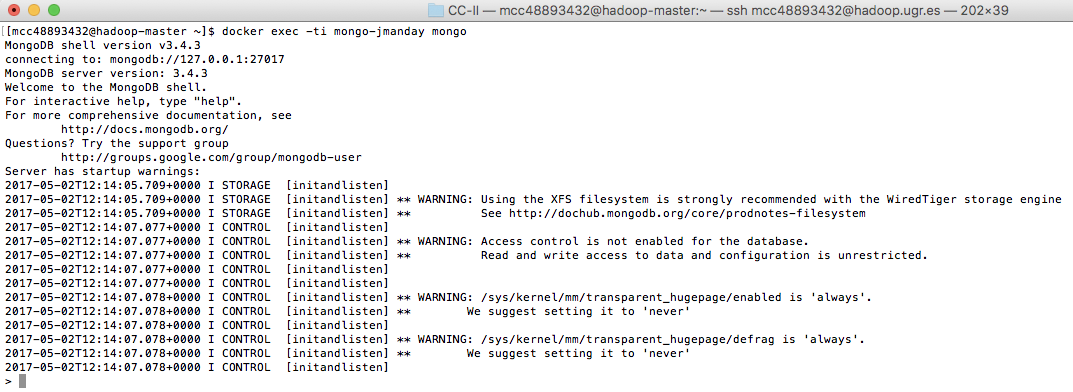 CC-II — mcc48893432@hadoop-master:~ — ssh mcc48893432@hadoop.ugr.es — 202×39
[[mcc48893432@hadoop-master ~]$ docker exec -ti mongo-jmanday mongo
MongoDB shell version v3.4.3
connecting to: mongodb://127.0.0.1:27017
MongoDB server version: 3.4.3
Welcome to the MongoDB shell.
For interactive help, type "help".
For more comprehensive documentation, see
        http://docs.mongodb.org/
Questions? Try the support group
        http://groups.google.com/group/mongodb-user
Server has startup warnings:
2017-05-02T12:14:05.709+0000 I STORAGE  [initandlisten]
2017-05-02T12:14:05.709+0000 I STORAGE  [initandlisten] ** WARNING: Using the XFS filesystem is strongly recommended with the WiredTiger storage engine
2017-05-02T12:14:05.709+0000 I STORAGE  [initandlisten] **          See http://dochub.mongodb.org/core/prodnotes-filesystem
2017-05-02T12:14:07.077+0000 I CONTROL  [initandlisten]
2017-05-02T12:14:07.077+0000 I CONTROL  [initandlisten] ** WARNING: Access control is not enabled for the database.
2017-05-02T12:14:07.077+0000 I CONTROL  [initandlisten] **          Read and write access to data and configuration is unrestricted.
2017-05-02T12:14:07.077+0000 I CONTROL  [initandlisten]
2017-05-02T12:14:07.077+0000 I CONTROL  [initandlisten]
2017-05-02T12:14:07.078+0000 I CONTROL  [initandlisten] ** WARNING: /sys/kernel/mm/transparent_hugepage/enabled is 'always'.
2017-05-02T12:14:07.078+0000 I CONTROL  [initandlisten] **        We suggest setting it to 'never'
2017-05-02T12:14:07.078+0000 I CONTROL  [initandlisten]
2017-05-02T12:14:07.078+0000 I CONTROL  [initandlisten] ** WARNING: /sys/kernel/mm/transparent_hugepage/defrag is 'always'.
2017-05-02T12:14:07.078+0000 I CONTROL  [initandlisten] **        We suggest setting it to 'never'
2017-05-02T12:14:07.078+0000 I CONTROL  [initandlisten]
>